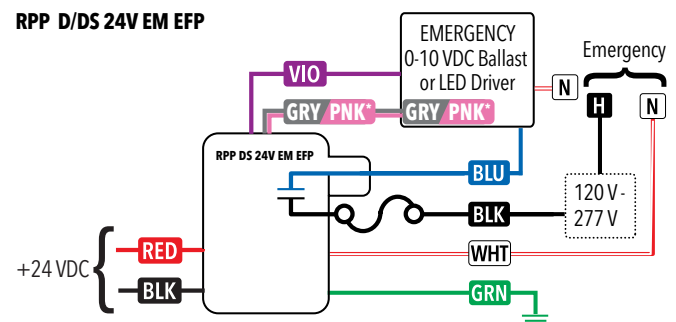 RPP D/DS 24V EM EFP
EMERGENCY
0-10 VDC Ballast
or LED Driver
Emergency
VIO
N
H
N
GRY/PNK*
GRY/PNK*
RPP DS 24V EM EFP
BLU
120 V -
277 V
BLK
RED
WHT
+24 VDC
BLK
GRN